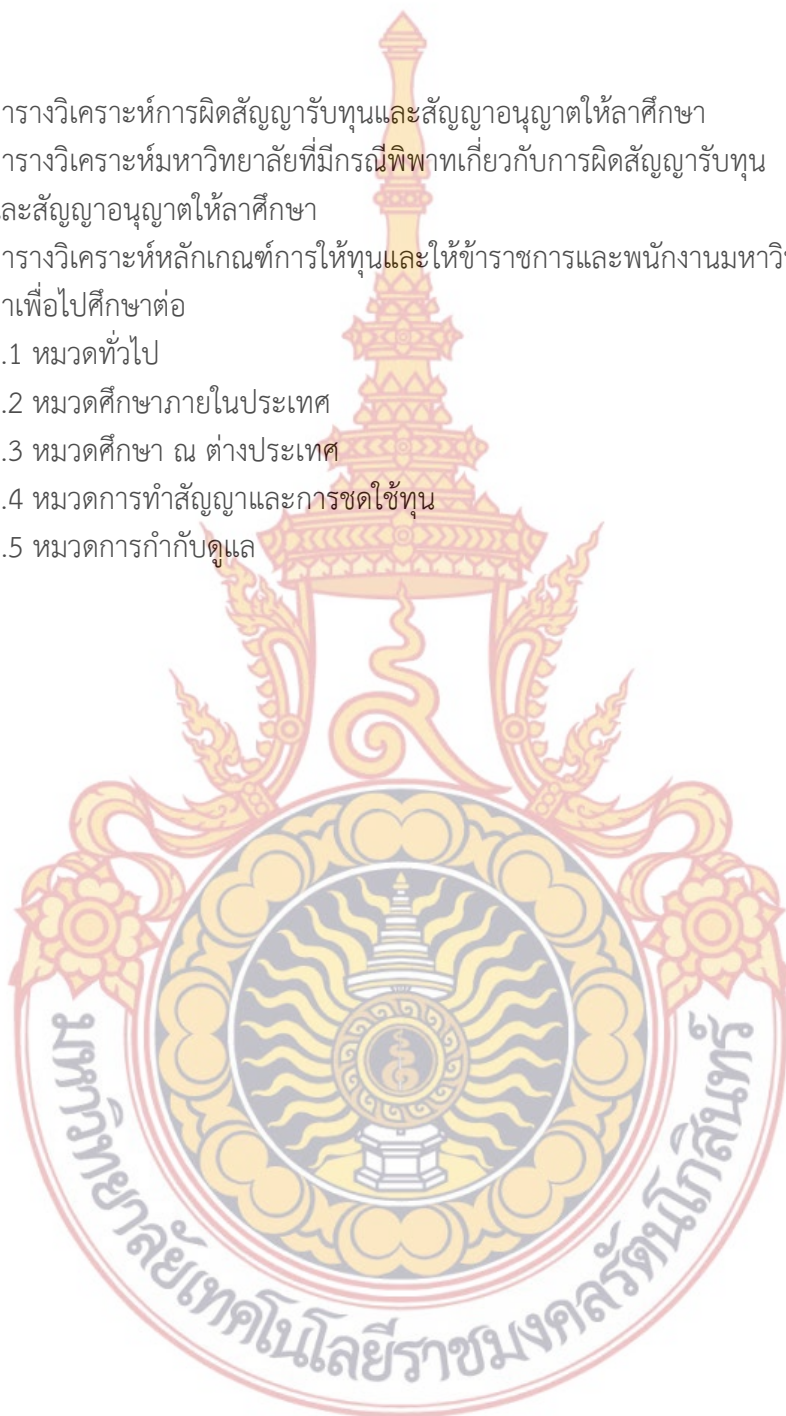 ารางวิเคราะห์การผิดสัญญารับทุนและสัญญาอนุญาตให้ลาศึกษา
ารางวิเคราะห์มหาวิทยาลัยที่มีกรณีพิพาทเกี่ยวกับการผิดสัญญารับทุน
ละสัญญาอนุญาตให้ลาศึกษา
ารางวิเคราะห์หลักเกณฑ์การให้ทุนและให้ข้าราชการและพนักงานมหาวิ
าเพื่อไปศึกษาต่อ
.1 หมวดทั่วไป
.2 หมวดศึกษาภายในประเทศ
.3 หมวดศึกษา ณ ต่างประเทศ
.4 หมวดการทำสัญญาและการชดใช้ทุน
.5 หมวดการกำกับดูแล
มหาวิทยาลัยเทคโนโลยีราชมงคลรัตนโกสินทร์